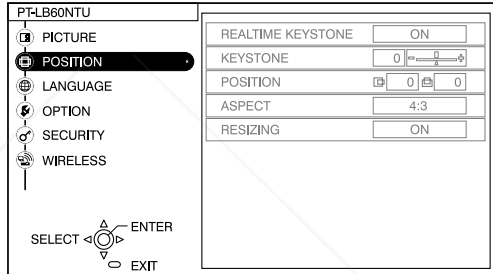 PT-LB60NTU
PICTURE
POSITION
LANGUAGE
OPTION
SECURITY
WIRELESS
SELECT
ENTER
EXIT
REALTIME KEYSTONE ON
KEYSTONE 0
POSITION 0 0
ASPECT 4:3
RESIZING ON